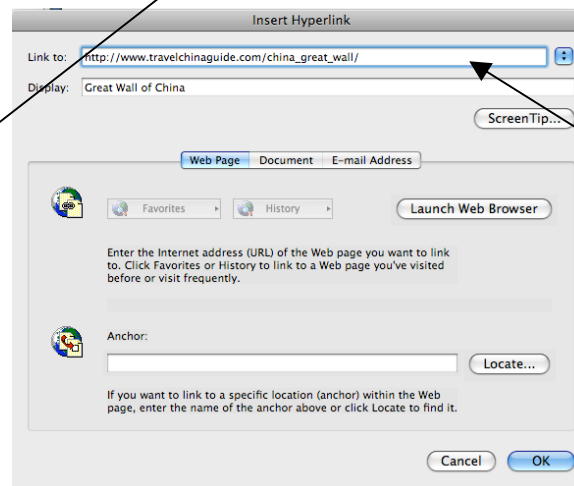 Insert Hyperlink
Link to: http://www.travelchinaguide.com/china_great_wall/
Display: Great Wall of China
ScreenTip...
Web Page Document E-mail Address
Favorites History Launch Web Browser
Enter the Internet address (URL) of the Web page you want to link
to. Click Favorites or History to link to a Web page you've visited
before or visit frequently.
Anchor:
Locate...
If you want to link to a specific location (anchor) within the Web
page, enter the name of the anchor above or click Locate to find it.
Cancel OK